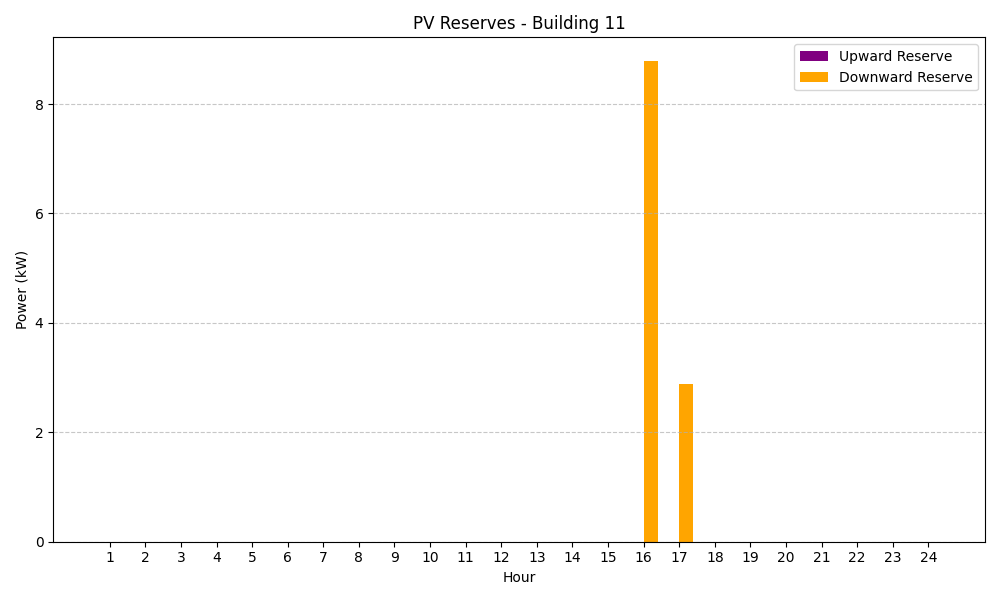 PV Reserves - Building 11
Upward Reserve
Downward Reserve
Power (kW)
8
6
4
2
0
1 2 3 4 5 6 7 8 9 10 11 12 13 14 15 16 17 18 19 20 21 22 23 24
Hour